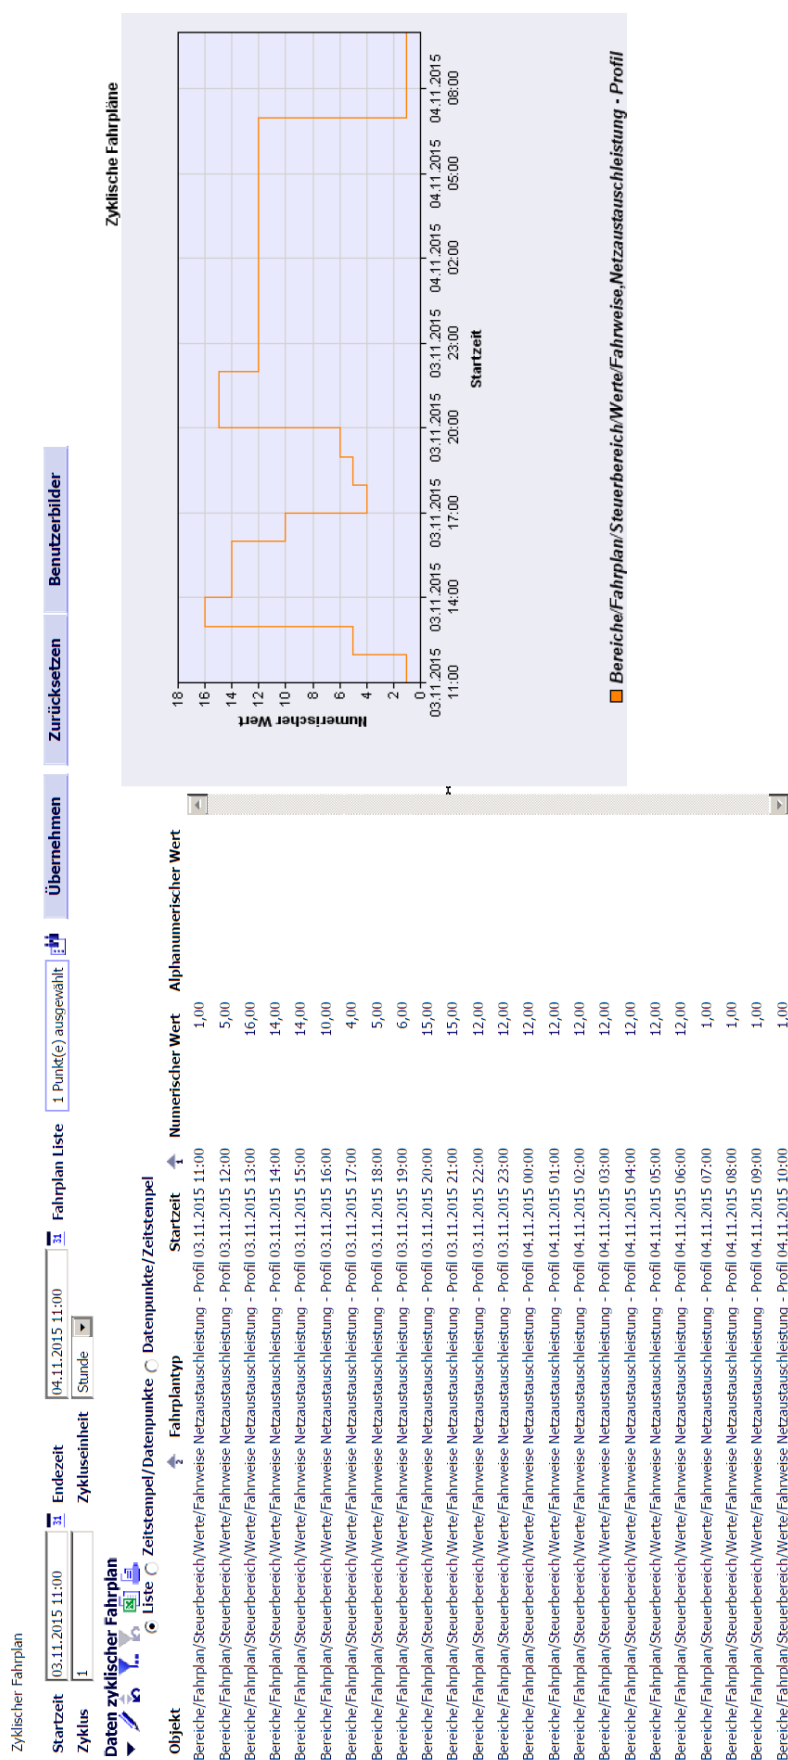 Zyklischer Fahrplan
Startzeit 03.11.2015 11:00 31 Endezeit 04.11.2015 11:00 31 Fahrplan Liste 1 Punkt(e) ausgewählt Übernehmen Zurücksetzen Benutzerbilder
Zyklus 1 Zykluseinheit Stunde
Daten zyklischer Fahrplan
Liste Zeitstempel/Datenpunkte Datenpunkte/Zeitstempel
Objekt 2 Fahrplantyp Startzeit 1 Numerischer Wert Alphanumerischer Wert
Bereiche/Fahrplan/Steuerbereich/Werte/Fahrweise Netzaustauschleistung - Profil 03.11.2015 11:00 1,00
Bereiche/Fahrplan/Steuerbereich/Werte/Fahrweise Netzaustauschleistung - Profil 03.11.2015 12:00 5,00
Bereiche/Fahrplan/Steuerbereich/Werte/Fahrweise Netzaustauschleistung - Profil 03.11.2015 13:00 16,00
Bereiche/Fahrplan/Steuerbereich/Werte/Fahrweise Netzaustauschleistung - Profil 03.11.2015 14:00 14,00
Bereiche/Fahrplan/Steuerbereich/Werte/Fahrweise Netzaustauschleistung - Profil 03.11.2015 15:00 14,00
Bereiche/Fahrplan/Steuerbereich/Werte/Fahrweise Netzaustauschleistung - Profil 03.11.2015 16:00 10,00
Bereiche/Fahrplan/Steuerbereich/Werte/Fahrweise Netzaustauschleistung - Profil 03.11.2015 17:00 4,00
Bereiche/Fahrplan/Steuerbereich/Werte/Fahrweise Netzaustauschleistung - Profil 03.11.2015 18:00 5,00
Bereiche/Fahrplan/Steuerbereich/Werte/Fahrweise Netzaustauschleistung - Profil 03.11.2015 19:00 6,00
Bereiche/Fahrplan/Steuerbereich/Werte/Fahrweise Netzaustauschleistung - Profil 03.11.2015 20:00 15,00
Bereiche/Fahrplan/Steuerbereich/Werte/Fahrweise Netzaustauschleistung - Profil 03.11.2015 21:00 15,00
Bereiche/Fahrplan/Steuerbereich/Werte/Fahrweise Netzaustauschleistung - Profil 03.11.2015 22:00 12,00
Bereiche/Fahrplan/Steuerbereich/Werte/Fahrweise Netzaustauschleistung - Profil 03.11.2015 23:00 12,00
Bereiche/Fahrplan/Steuerbereich/Werte/Fahrweise Netzaustauschleistung - Profil 04.11.2015 00:00 12,00
Bereiche/Fahrplan/Steuerbereich/Werte/Fahrweise Netzaustauschleistung - Profil 04.11.2015 01:00 12,00
Bereiche/Fahrplan/Steuerbereich/Werte/Fahrweise Netzaustauschleistung - Profil 04.11.2015 02:00 12,00
Bereiche/Fahrplan/Steuerbereich/Werte/Fahrweise Netzaustauschleistung - Profil 04.11.2015 03:00 12,00
Bereiche/Fahrplan/Steuerbereich/Werte/Fahrweise Netzaustauschleistung - Profil 04.11.2015 04:00 12,00
Bereiche/Fahrplan/Steuerbereich/Werte/Fahrweise Netzaustauschleistung - Profil 04.11.2015 05:00 12,00
Bereiche/Fahrplan/Steuerbereich/Werte/Fahrweise Netzaustauschleistung - Profil 04.11.2015 06:00 12,00
Bereiche/Fahrplan/Steuerbereich/Werte/Fahrweise Netzaustauschleistung - Profil 04.11.2015 07:00 1,00
Bereiche/Fahrplan/Steuerbereich/Werte/Fahrweise Netzaustauschleistung - Profil 04.11.2015 08:00 1,00
Bereiche/Fahrplan/Steuerbereich/Werte/Fahrweise Netzaustauschleistung - Profil 04.11.2015 09:00 1,00
Bereiche/Fahrplan/Steuerbereich/Werte/Fahrweise Netzaustauschleistung - Profil 04.11.2015 10:00 1,00
Zyklische Fahrpläne
18
16
14
12
10
8
6
4
2
0
Numerischer Wert
03.11.2015 03.11.2015 03.11.2015 03.11.2015 03.11.2015 04.11.2015 04.11.2015 04.11.2015
11:00 14:00 17:00 20:00 23:00 02:00 05:00 08:00
Startzeit
Bereiche/Fahrplan/Steuerbereich/Werte/Fahrweise,Netzaustauschleistung - Profil